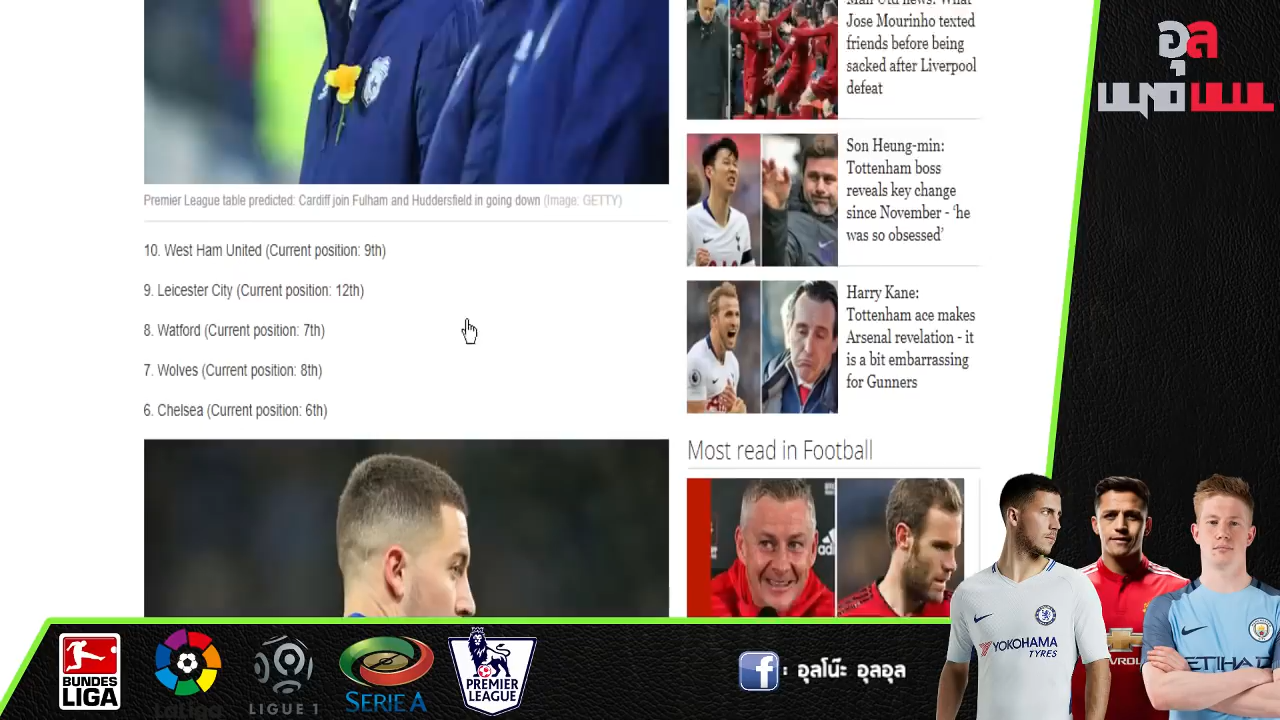 Premier League table predicted: Cardiff join Fulham and Huddersfield in going down (Image: GETTY)
10. West Ham United (Current position: 9th)
9. Leicester City (Current position: 12th)
8. Watford (Current position: 7th)
7. Wolves (Current position: 8th)
6. Chelsea (Current position: 6th)
Man Utd news: What
Jose Mourinho texted
friends before being
sacked after Liverpool
defeat
Son Heung-min:
Tottenham boss
reveals key change
since November - ‘he
was so obsessed’
Harry Kane:
Tottenham ace makes
Arsenal revelation - it
is a bit embarrassing
for Gunners
Most read in Football
อุล
BUNDES
LIGA
LaLiga
LIGUE 1
SERIE A
PREMIER
LEAGUE
f : อุลโน๊ะ อุลอุล
YOKOHAMA
TYRES
ETIHAD